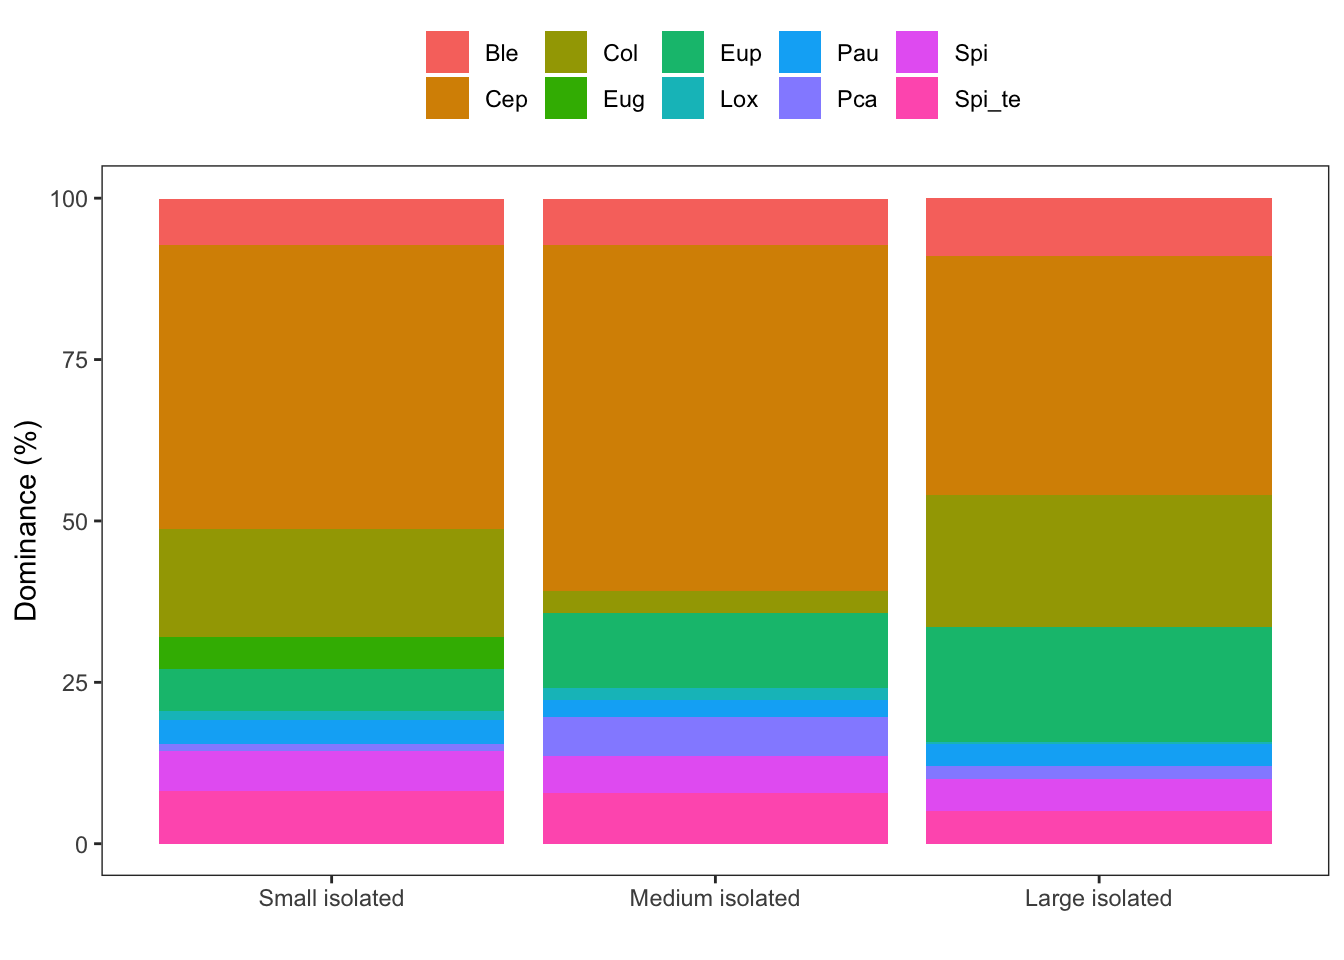 Ble Col Eup Pau Spi
Cep Eug Lox Pca Spi_te
Dominance (%)
100
75
50
25
0
Small isolated Medium isolated Large isolated